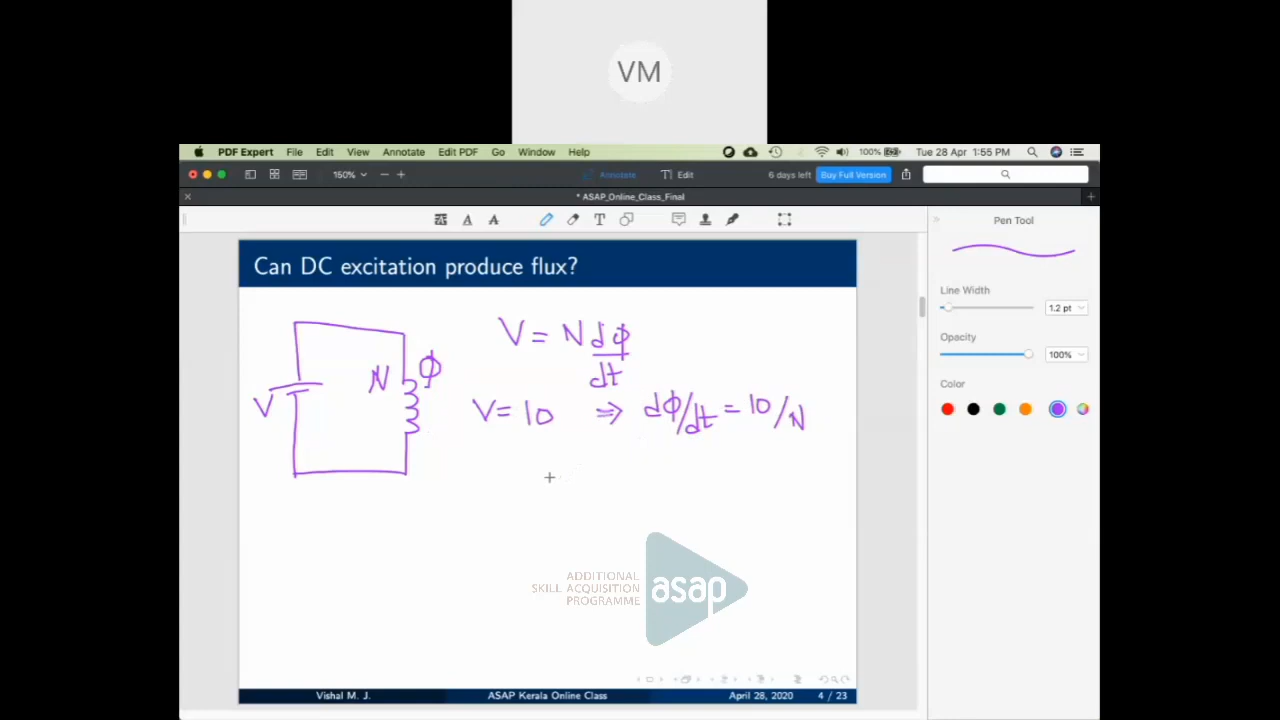 VM
PDF Expert File Edit View Annotate Edit PDF Go Window Help 100% Tue 28 Apr 1:55 PM
150% Annotate Edit 6 days left Buy Full Version
* ASAP_Online_Class_Final
Pen Tool
Can DC excitation produce flux?
Line Width
1.2 pt
Opacity
100%
Color
V = N dϕ/dt
N ϕ
V
V = 10 ⇒ dϕ/dt = 10/N
ADDITIONAL
SKILL ACQUISITION
PROGRAMME
asap
Vishal M. J. ASAP Kerala Online Class April 28, 2020 4 / 23